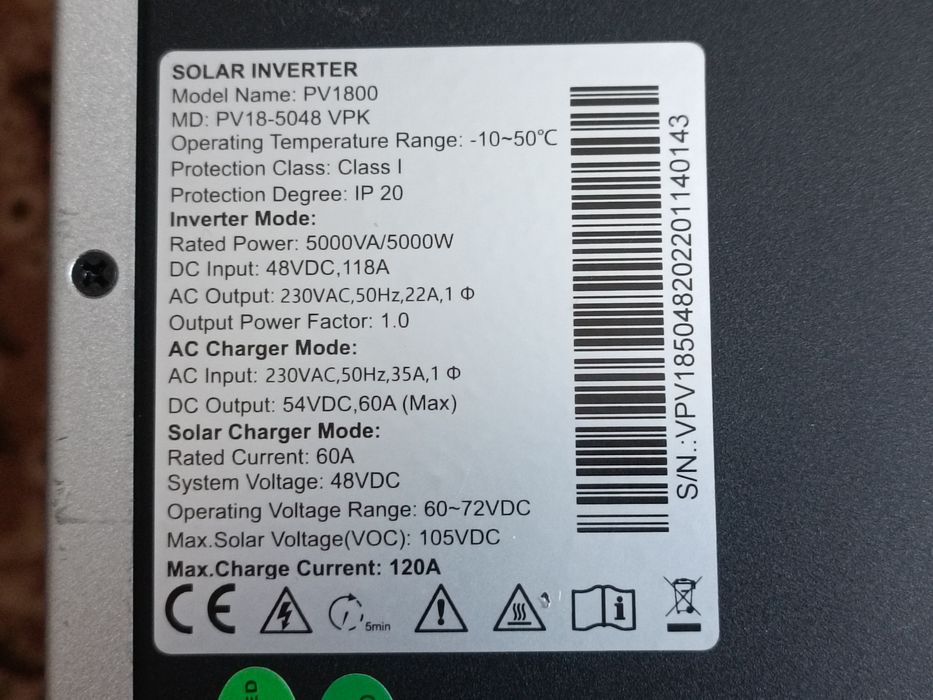 SOLAR INVERTER
Model Name: PV1800
MD: PV18-5048 VPK
Operating Temperature Range: -10~50℃
Protection Class: Class I
Protection Degree: IP 20
Inverter Mode:
Rated Power: 5000VA/5000W
DC Input: 48VDC,118A
AC Output: 230VAC,50Hz,22A,1 Φ
Output Power Factor: 1.0
AC Charger Mode:
AC Input: 230VAC,50Hz,35A,1 Φ
DC Output: 54VDC,60A (Max)
Solar Charger Mode:
Rated Current: 60A
System Voltage: 48VDC
Operating Voltage Range: 60~72VDC
Max.Solar Voltage(VOC): 105VDC
Max.Charge Current: 120A
CE
5min
S/N.:VPV18504820220114​0143